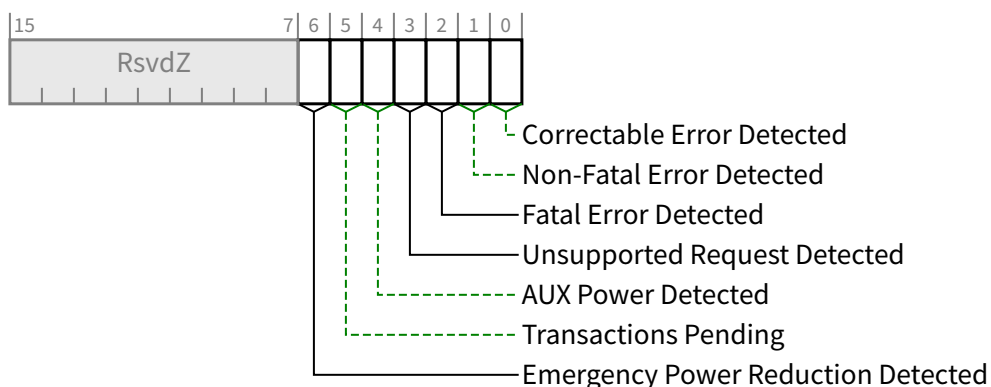 15 7 6 5 4 3 2 1 0
RsvdZ
Correctable Error Detected
Non-Fatal Error Detected
Fatal Error Detected
Unsupported Request Detected
AUX Power Detected
Transactions Pending
Emergency Power Reduction Detected